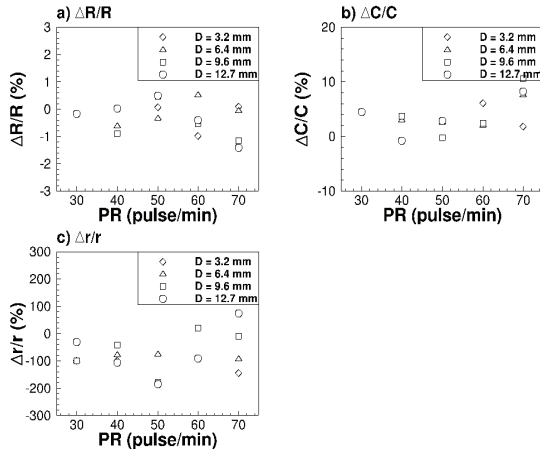 a) ΔR/R
3
2
1
0
-1
-2
-3
ΔR/R (%)
D = 3.2 mm
D = 6.4 mm
D = 9.6 mm
D = 12.7 mm
30 40 50 60 70
PR (pulse/min)
b) ΔC/C
20
10
0
-10
ΔC/C (%)
D = 3.2 mm
D = 6.4 mm
D = 9.6 mm
D = 12.7 mm
30 40 50 60 70
PR (pulse/min)
c) Δr/r
300
200
100
0
-100
-200
-300
Δr/r (%)
D = 3.2 mm
D = 6.4 mm
D = 9.6 mm
D = 12.7 mm
30 40 50 60 70
PR (pulse/min)